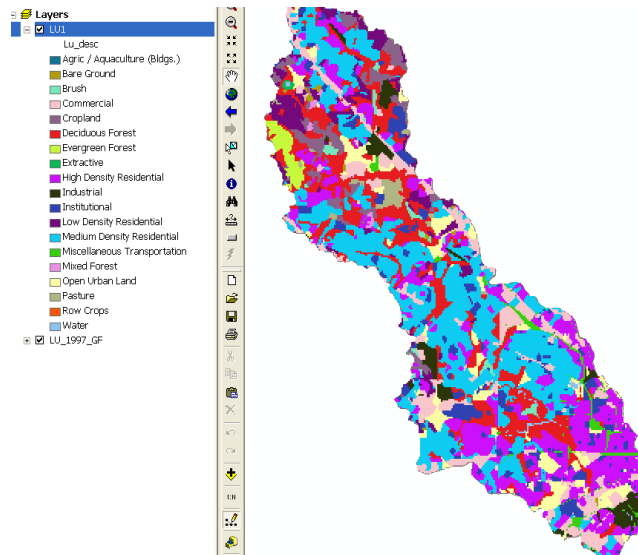 Layers
LU1
Lu_desc
Agric / Aquaculture (Bldgs.)
Bare Ground
Brush
Commercial
Cropland
Deciduous Forest
Evergreen Forest
Extractive
High Density Residential
Industrial
Institutional
Low Density Residential
Medium Density Residential
Miscellaneous Transportation
Mixed Forest
Open Urban Land
Pasture
Row Crops
Water
LU_1997_GF
1:N